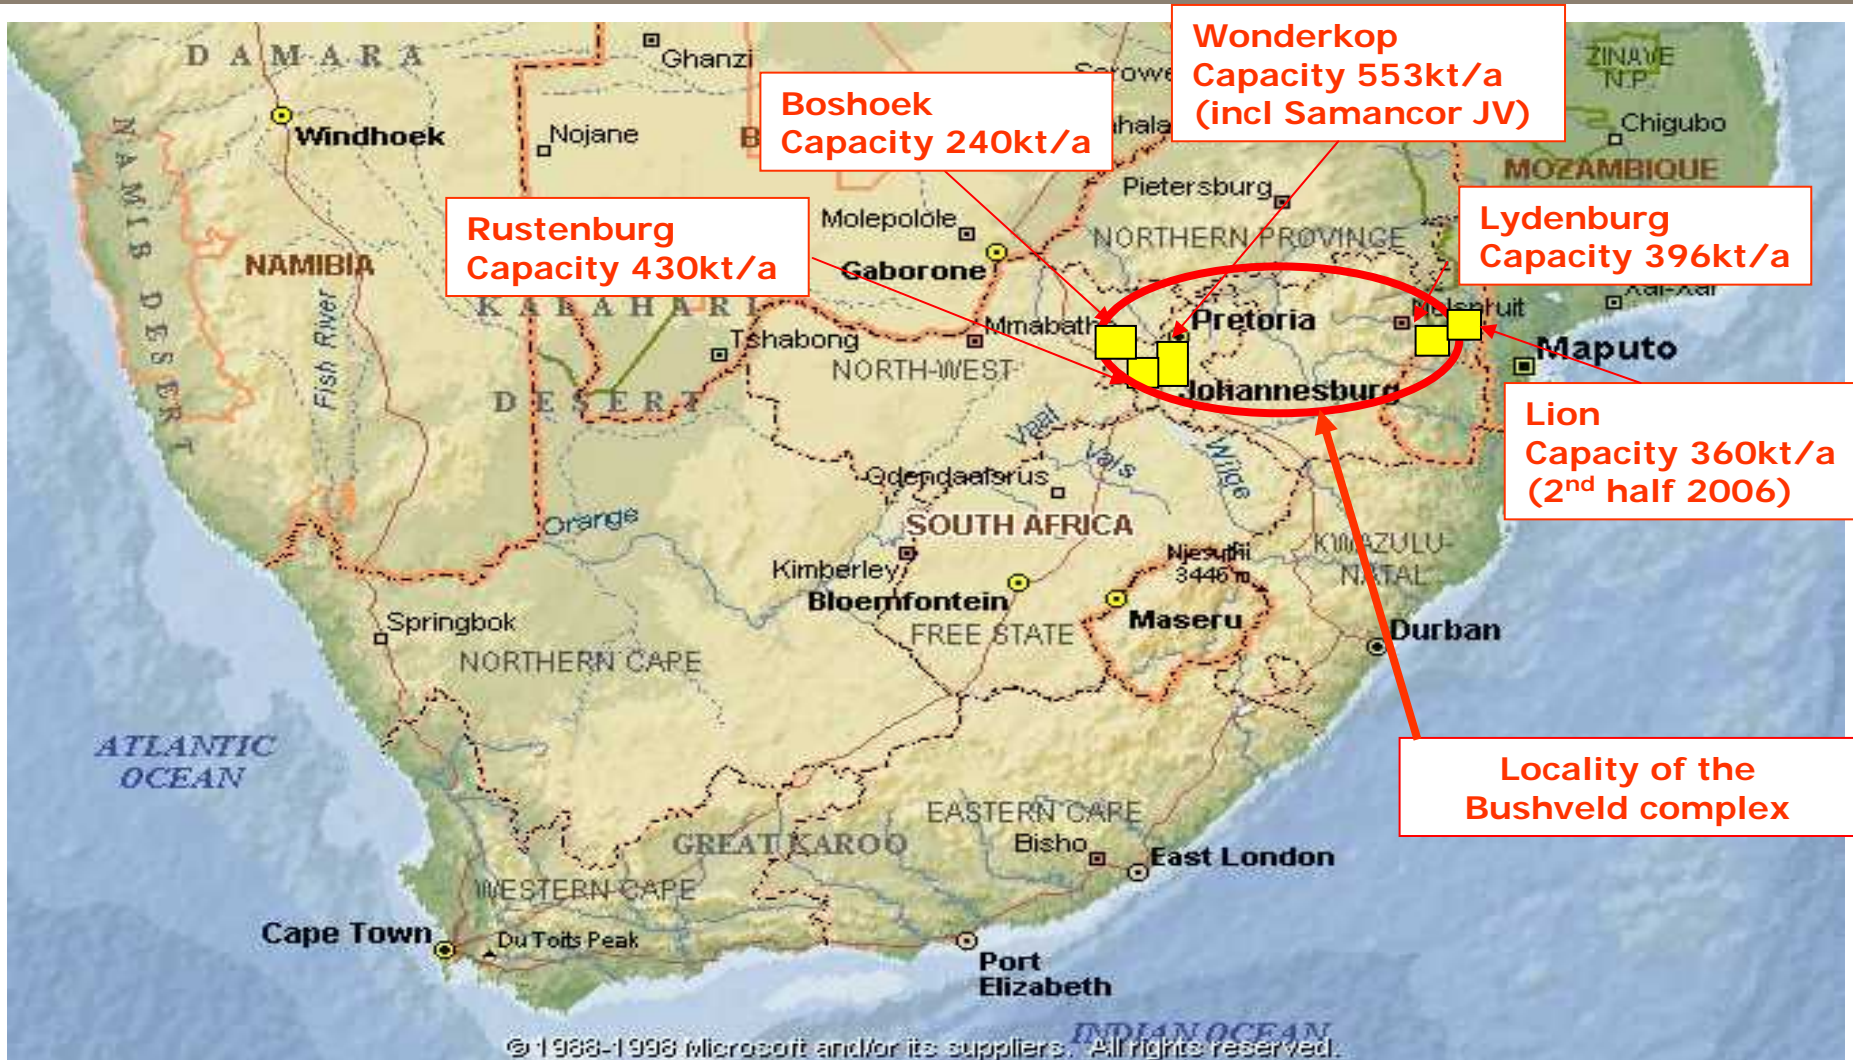 Wonderkop
Capacity 553kt/a
(incl Samancor JV)
Boshoek
Capacity 240kt/a
Rustenburg
Capacity 430kt/a
Lydenburg
Capacity 396kt/a
Lion
Capacity 360kt/a
(2nd half 2006)
Locality of the
Bushveld complex
DAMARA
Ghanzi
ZINAVE
N.P.
Windhoek
Nojane
Chigubo
MOZAMBIQUE
Pietersburg
NAMIB DESERT
Molepolole
NORTHERN PROVINCE
NAMIBIA
Gaborone
KALAHARI
DESERT
Fish River
Tshabong
NORTH-WEST
Pretoria
Maputo
Johannesburg
Vaal
Vals
Wilge
Odendaalsrus
Orange
SOUTH AFRICA
Kimberley
Njesuthi
3446 m
KWAZULU-
NATAL
Bloemfontein
Maseru
FREE STATE
Durban
Springbok
NORTHERN CAPE
ATLANTIC
OCEAN
EASTERN CAPE
GREAT KAROO
Bisho
East London
WESTERN CAPE
Cape Town
Du Toits Peak
Port
Elizabeth
INDIAN OCEAN
© 1988-1998 Microsoft and/or its suppliers. All rights reserved.